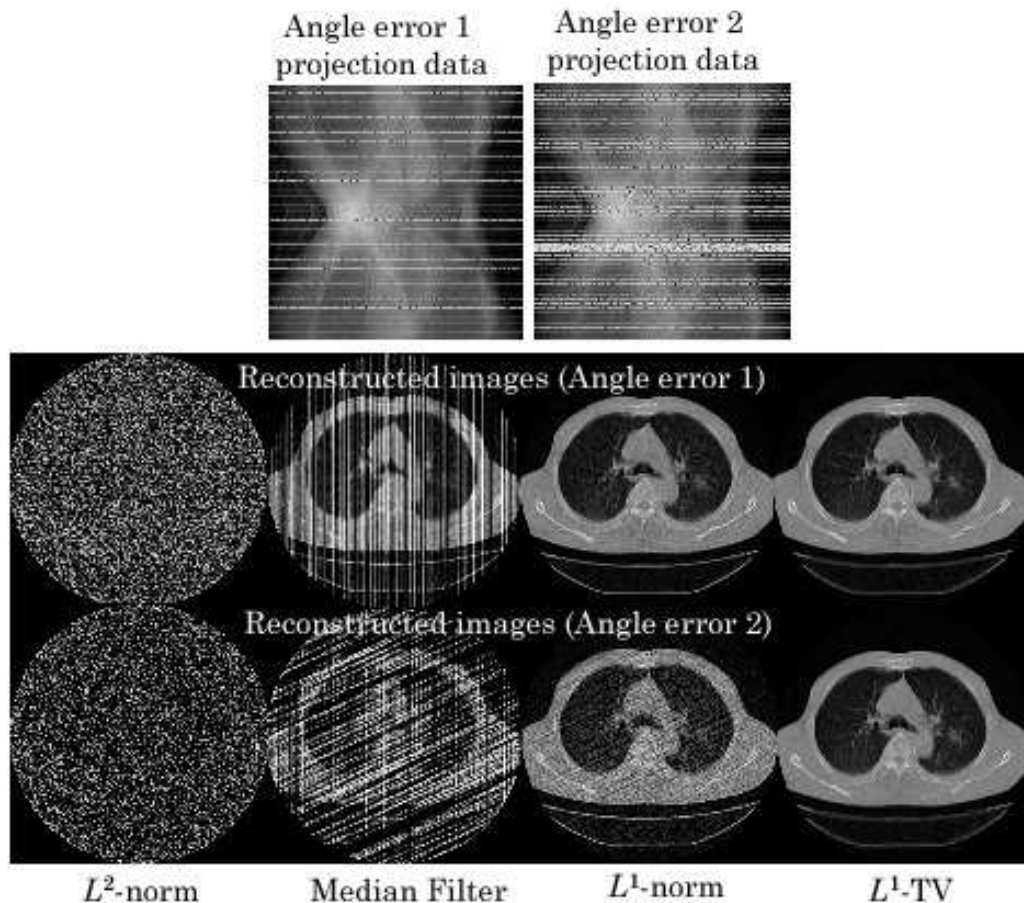 Angle error 1
projection data
Angle error 2
projection data
Reconstructed images (Angle error 1)
Reconstructed images (Angle error 2)
L²-norm
Median Filter
L¹-norm
L¹-TV